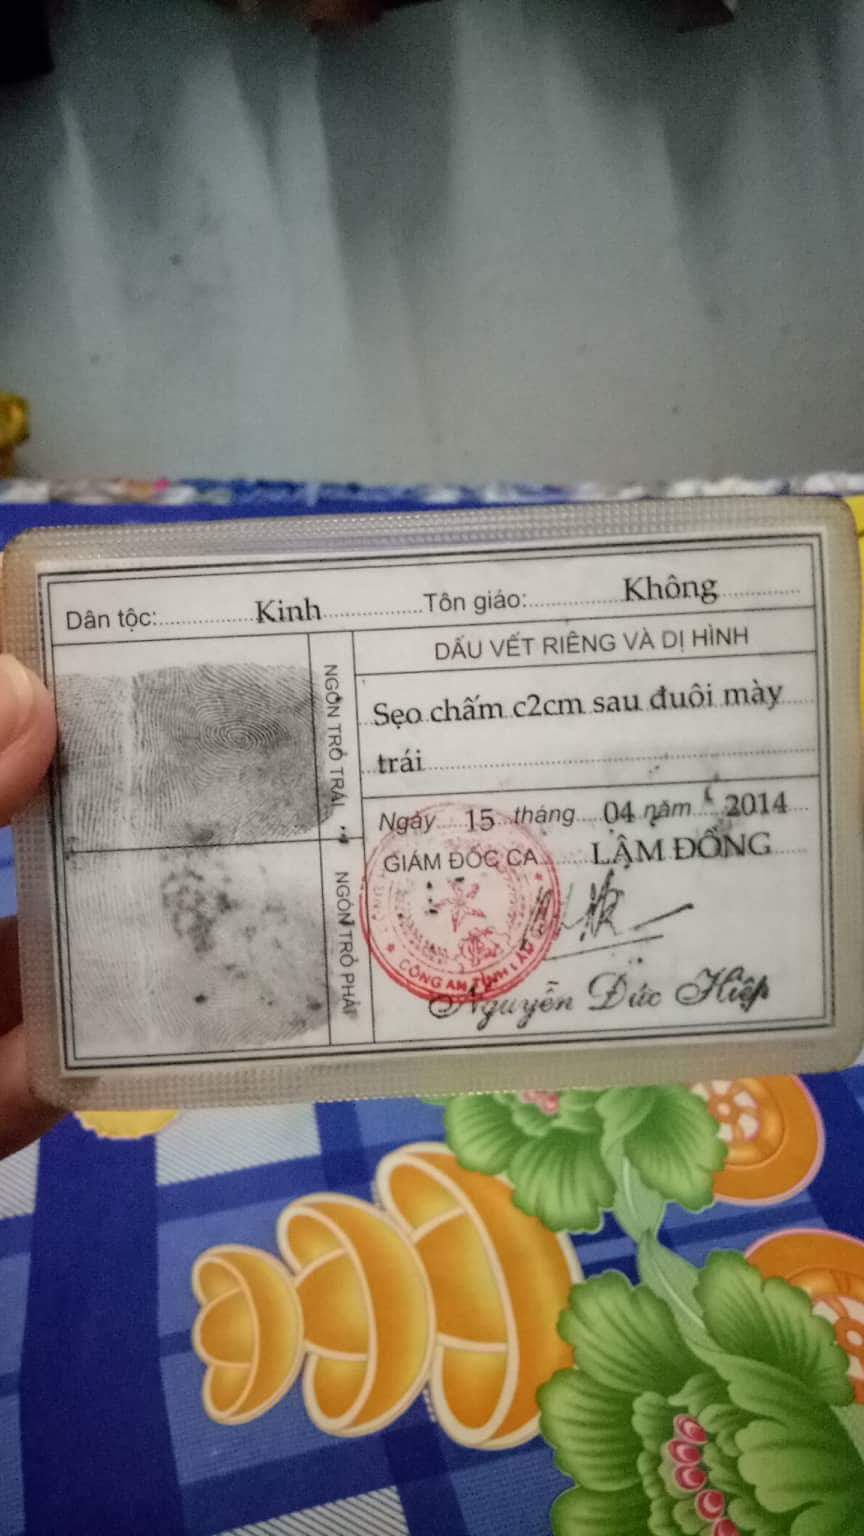 Dân tộc: Kinh Tôn giáo: Không
NGÓN TRỎ TRÁI
NGÓN TRỎ PHẢI
DẤU VẾT RIÊNG VÀ DỊ HÌNH
Sẹo chấm c2cm sau đuôi mày
trái
Ngày 15 tháng 04 năm 2014
GIÁM ĐỐC CA LÂM ĐỒNG
CÔNG AN TỈNH LÂM
Nguyễn Đức Hiệp